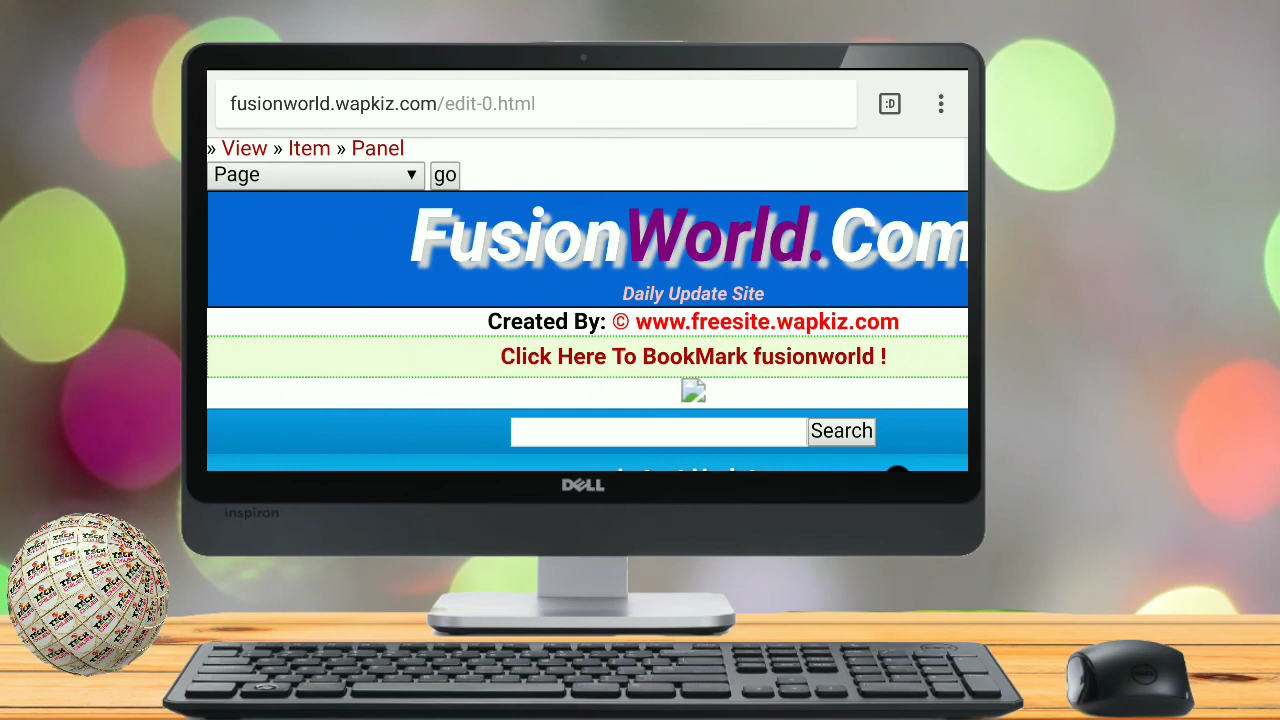 fusionworld.wapkiz.com/edit-0.html
:D
» View » Item » Panel
Page ▼ go
FusionWorld.Com
Daily Update Site
Created By: © www.freesite.wapkiz.com
Click Here To BookMark fusionworld !
Search
DELL
inspiron
TECH